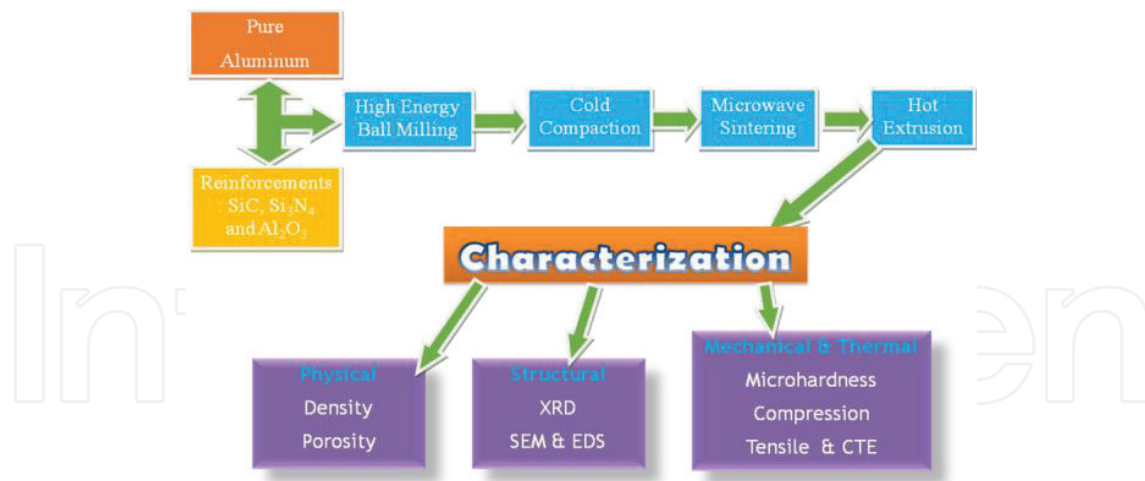 Pure
Aluminum
High Energy
Ball Milling
Cold
Compaction
Microwave
Sintering
Hot
Extrusion
Reinforcements
: SiC, Si₃N₄
and Al₂O₃
Characterization
Physical
Density
Porosity
Structural
XRD
SEM & EDS
Mechanical & Thermal
Microhardness
Compression
Tensile & CTE